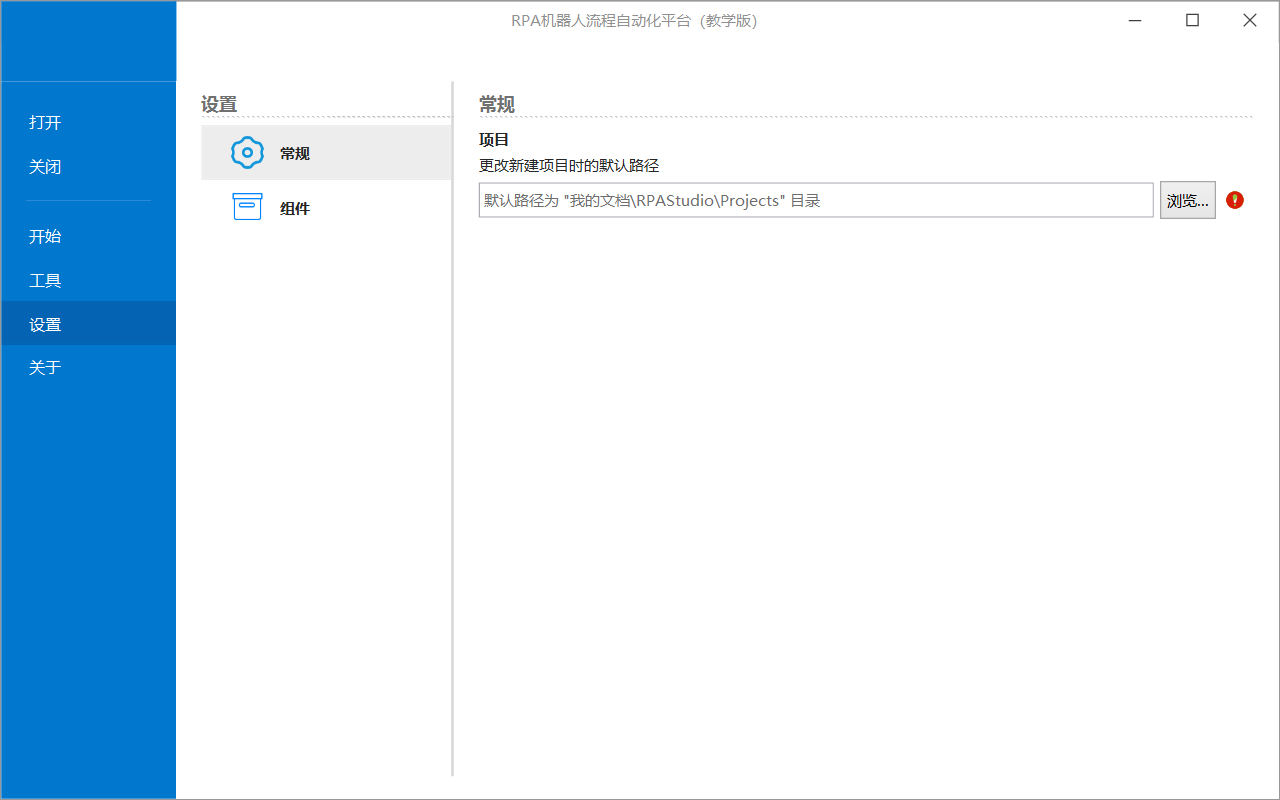 RPA机器人流程自动化平台（教学版）
打开
关闭
开始
工具
设置
关于
设置
常规
组件
常规
项目
更改新建项目时的默认路径
默认路径为 "我的文档\RPAStudio\Projects" 目录
浏览...